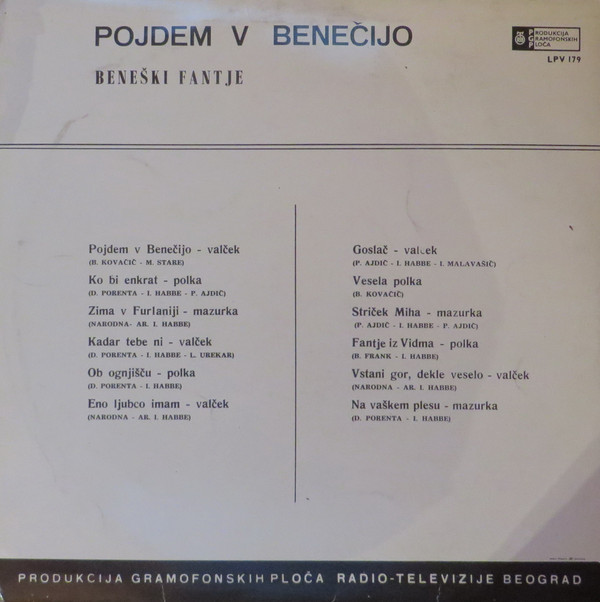 POJDEM V BENEČIJO
BENEŠKI FANTJE
PGP
PRODUKCIJA
GRAMOFONSKIH
PLOČA
LPV 179
Pojdem v Benečijo - valček
(B. KOVAČIČ - M. STARE)
Ko bi enkrat - polka
(D. PORENTA - I. HABBE - P. AJDIČ)
Zima v Furlaniji - mazurka
(NARODNA- AR. I. HABBE)
Kadar tebe ni - valček
(D. PORENTA - I. HABBE - L. UREKAR)
Ob ognjišču - polka
(D. PORENTA - I. HABBE)
Eno ljubco imam - valček
(NARODNA - AR. I. HABBE)
Goslač - valček
(P. AJDIČ - I. HABBE - I. MALAVAŠIČ)
Vesela polka
(B. KOVAČIČ)
Striček Miha - mazurka
(P. AJDIČ - I. HABBE - P. AJDIČ)
Fantje iz Vidma - polka
(B. FRANK - I. HABBE)
Vstani gor, dekle veselo - valček
(NARODNA - AR. I. HABBE)
Na vaškem plesu - mazurka
(D. PORENTA - I. HABBE)
PRODUKCIJA GRAMOFONSKIH PLOČA RADIO-TELEVIZIJE BEOGRAD